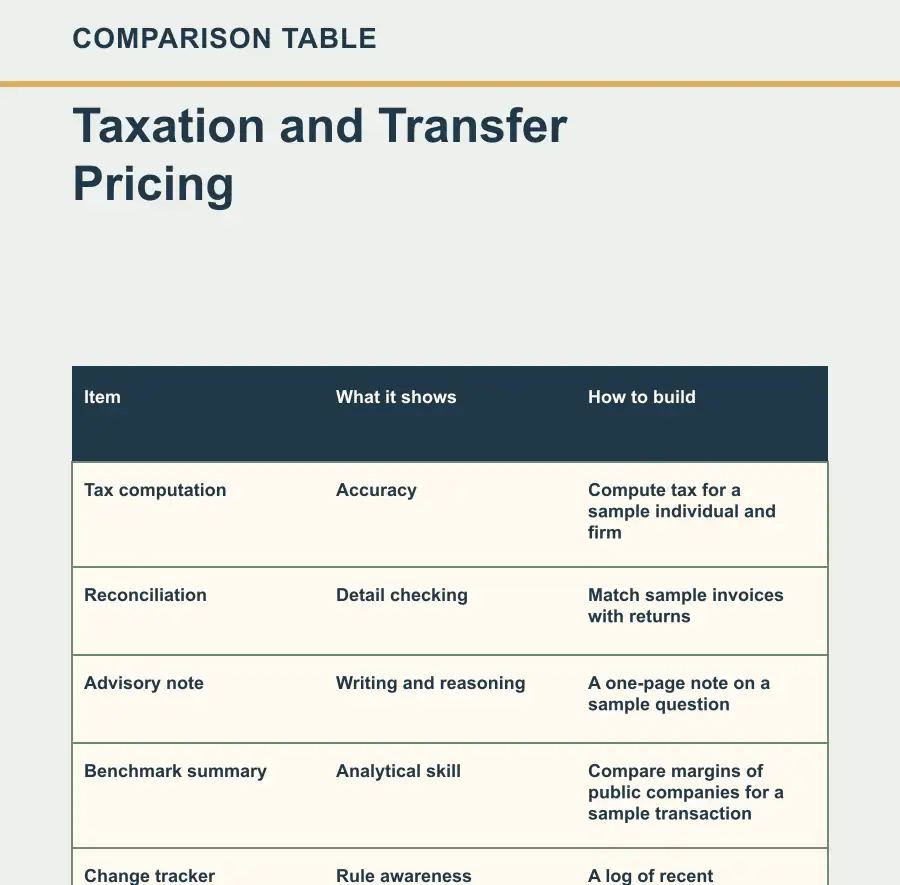 COMPARISON TABLE
Taxation and Transfer
Pricing
Item What it shows How to build
Tax computation Accuracy Compute tax for a
sample individual and
firm
Reconciliation Detail checking Match sample invoices
with returns
Advisory note Writing and reasoning A one-page note on a
sample question
Benchmark summary Analytical skill Compare margins of
public companies for a
sample transaction
Change tracker Rule awareness A log of recent